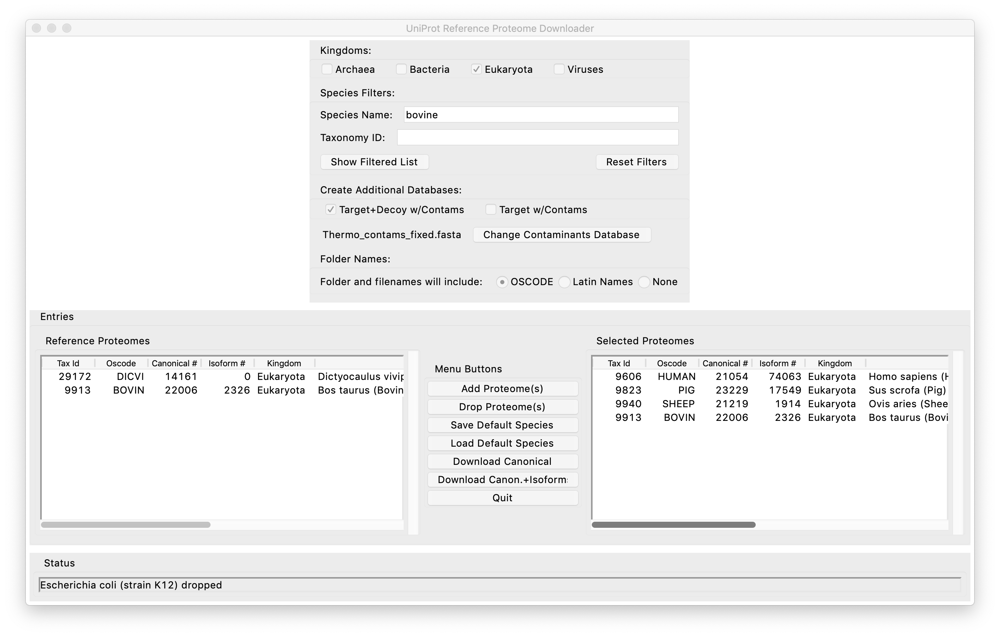 UniProt Reference Proteome Downloader
Kingdoms:
Archaea Bacteria Eukaryota Viruses
Species Filters:
Species Name: bovine
Taxonomy ID:
Show Filtered List Reset Filters
Create Additional Databases:
Target+Decoy w/Contams Target w/Contams
Thermo_contams_fixed.fasta Change Contaminants Database
Folder Names:
Folder and filenames will include: OSCODE Latin Names None
Entries
Reference Proteomes
Tax Id Oscode Canonical # Isoform # Kingdom
29172 DICVI 14161 0 Eukaryota Dictyocaulus vivip
9913 BOVIN 22006 2326 Eukaryota Bos taurus (Bovin
Menu Buttons
Add Proteome(s)
Drop Proteome(s)
Save Default Species
Load Default Species
Download Canonical
Download Canon.+Isoform
Quit
Selected Proteomes
Tax Id Oscode Canonical # Isoform # Kingdom
9606 HUMAN 21054 74063 Eukaryota Homo sapiens (H
9823 PIG 23229 17549 Eukaryota Sus scrofa (Pig)
9940 SHEEP 21219 1914 Eukaryota Ovis aries (Shee
9913 BOVIN 22006 2326 Eukaryota Bos taurus (Bovi
Status
Escherichia coli (strain K12) dropped